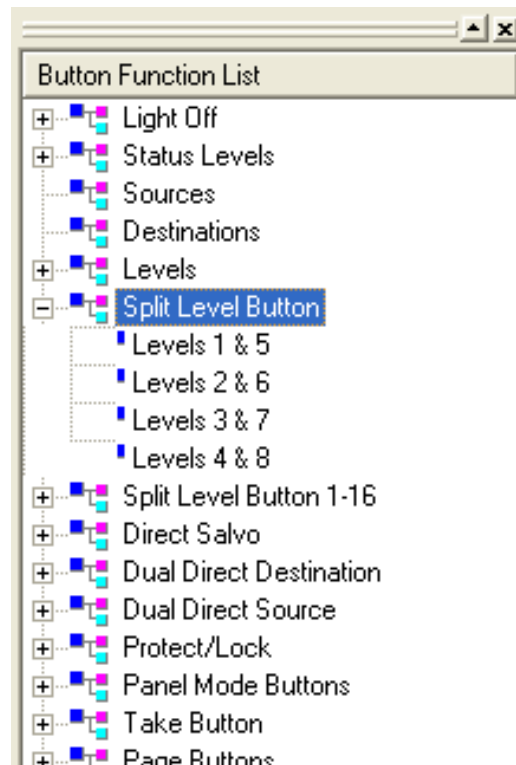 Button Function List
Light Off
Status Levels
Sources
Destinations
Levels
Split Level Button
Levels 1 & 5
Levels 2 & 6
Levels 3 & 7
Levels 4 & 8
Split Level Button 1-16
Direct Salvo
Dual Direct Destination
Dual Direct Source
Protect/Lock
Panel Mode Buttons
Take Button
Page Buttons